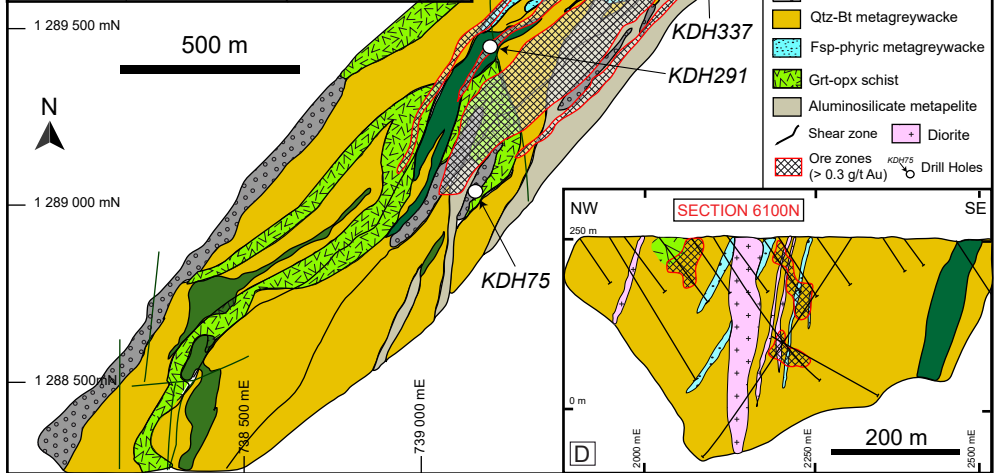 1 289 500 mN
500 m
N
1 289 000 mN
1 288 500mN
738 500 mE
739 000 mE
KDH337
KDH291
KDH75
Qtz-Bt metagreywacke
Fsp-phyric metagreywacke
Grt-opx schist
Aluminosilicate metapelite
Shear zone
Diorite
Ore zones
(> 0.3 g/t Au)
KDH75
Drill Holes
NW
SECTION 6100N
SE
250 m
0 m
D
2000 mE
2250 mE
2500 mE
200 m